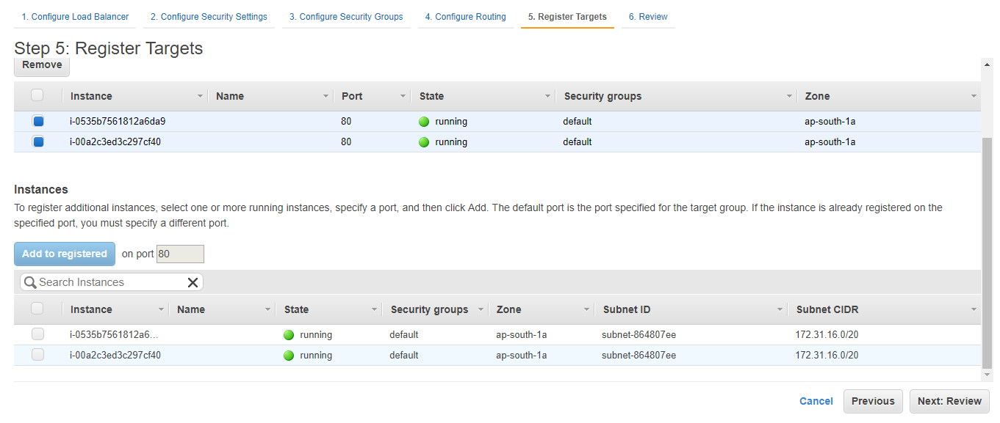 1. Configure Load Balancer 2. Configure Security Settings 3. Configure Security Groups 4. Configure Routing 5. Register Targets 6. Review
Step 5: Register Targets
Remove
Instance Name Port State Security groups Zone
i-0535b7561812a6da9 80 running default ap-south-1a
i-00a2c3ed3c297cf40 80 running default ap-south-1a
Instances
To register additional instances, select one or more running instances, specify a port, and then click Add. The default port is the port specified for the target group. If the instance is already registered on the
specified port, you must specify a different port.
Add to registered on port 80
Search Instances
Instance Name State Security groups Zone Subnet ID Subnet CIDR
i-0535b7561812a6... running default ap-south-1a subnet-864807ee 172.31.16.0/20
i-00a2c3ed3c297cf40 running default ap-south-1a subnet-864807ee 172.31.16.0/20
Cancel Previous Next: Review